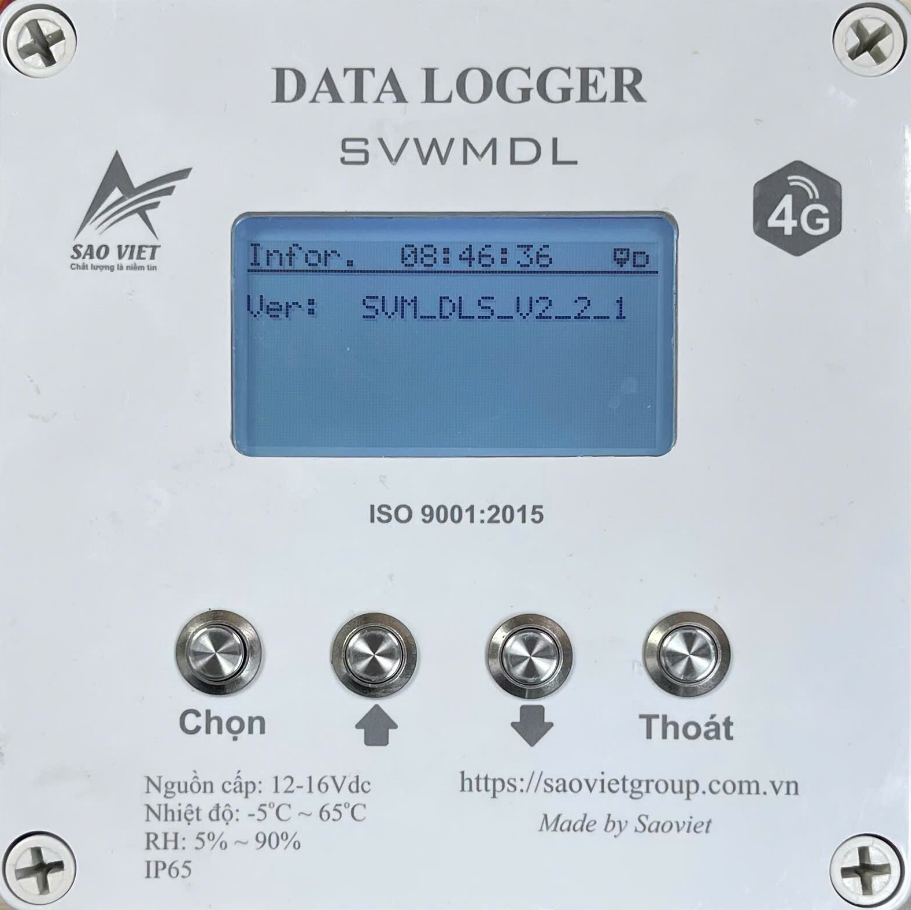 DATA LOGGER
SVWMDL
SAO VIET
Chất lượng là niềm tin
4G
Infor. 08:46:36 D
Ver: SVM_DLS_V2_2_1
ISO 9001:2015
Chọn
Thoát
Nguồn cấp: 12-16Vdc
Nhiệt độ: -5°C ~ 65°C
RH: 5% ~ 90%
IP65
https://saovietgroup.com.vn
Made by Saoviet